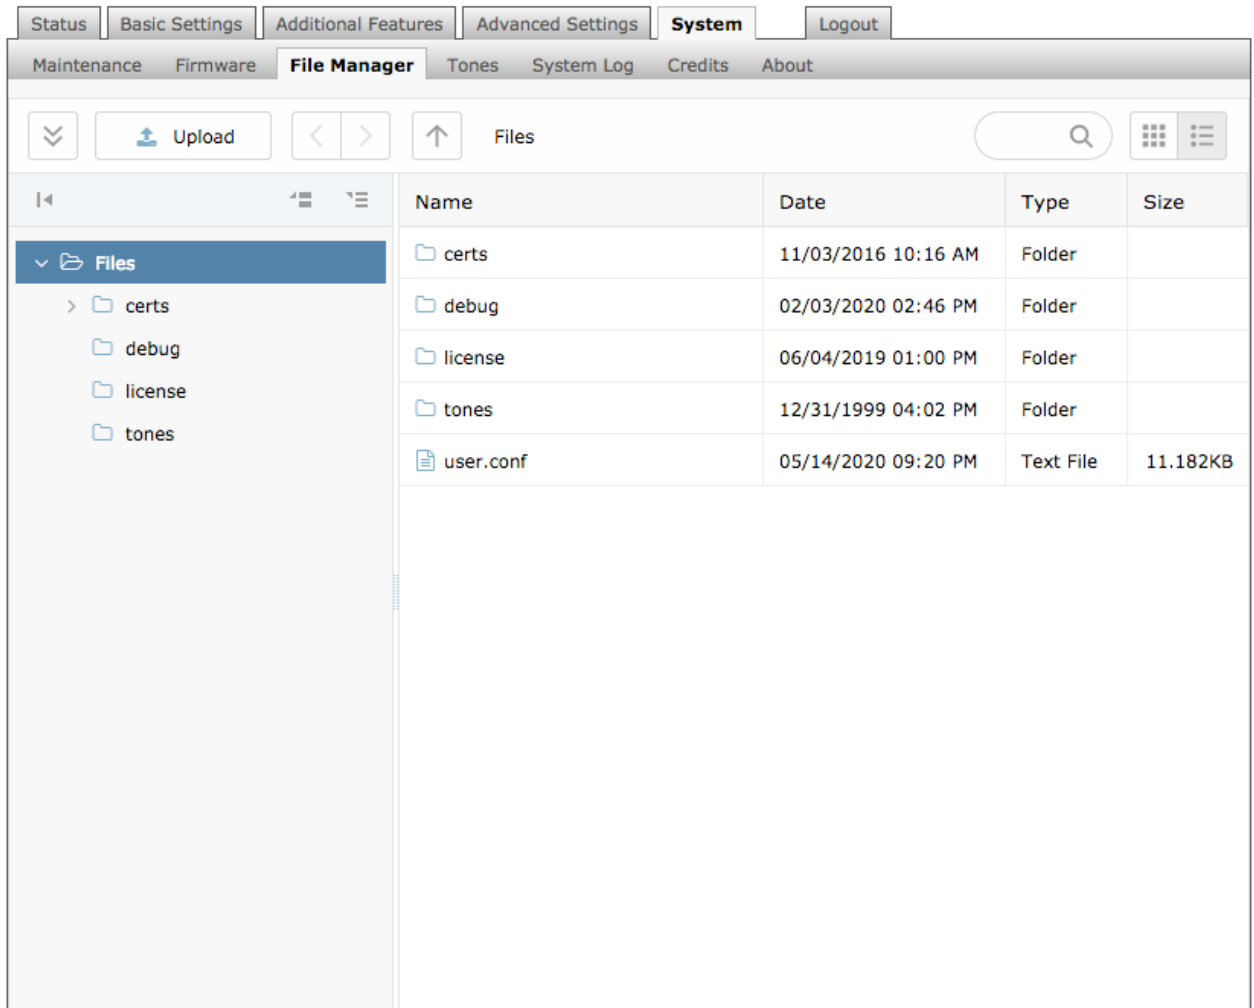 Status Basic Settings Additional Features Advanced Settings System Logout
Maintenance Firmware File Manager Tones System Log Credits About
Upload Files
Name Date Type Size
Files
certs
debug
license
tones
certs 11/03/2016 10:16 AM Folder
debug 02/03/2020 02:46 PM Folder
license 06/04/2019 01:00 PM Folder
tones 12/31/1999 04:02 PM Folder
user.conf 05/14/2020 09:20 PM Text File 11.182KB